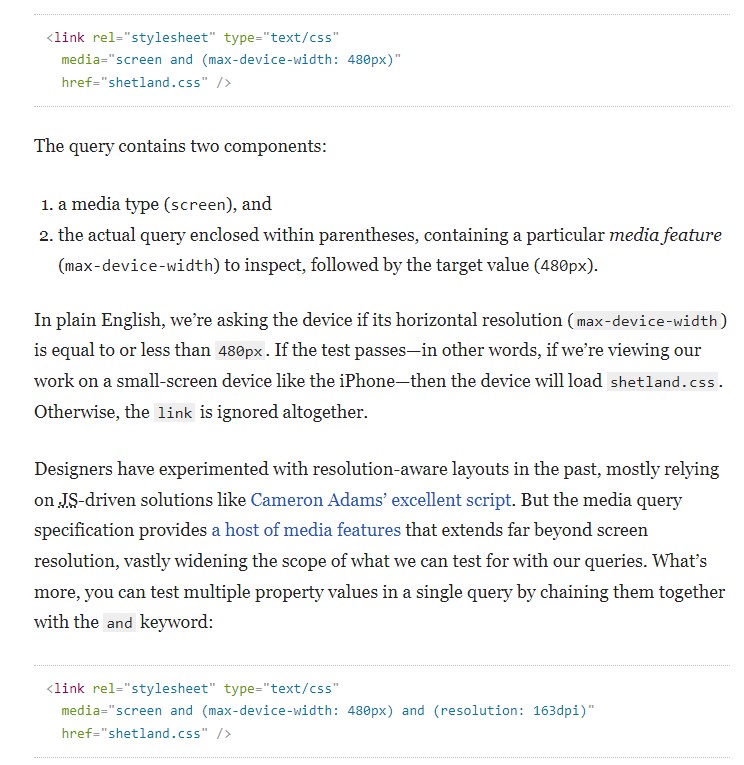 <link rel="stylesheet" type="text/css"
media="screen and (max-device-width: 480px)"
href="shetland.css" />
The query contains two components:
1. a media type (screen), and
2. the actual query enclosed within parentheses, containing a particular media feature
(max-device-width) to inspect, followed by the target value (480px).
In plain English, we’re asking the device if its horizontal resolution (max-device-width)
is equal to or less than 480px. If the test passes—in other words, if we’re viewing our
work on a small-screen device like the iPhone—then the device will load shetland.css.
Otherwise, the link is ignored altogether.
Designers have experimented with resolution-aware layouts in the past, mostly relying
on JS-driven solutions like Cameron Adams’ excellent script. But the media query
specification provides a host of media features that extends far beyond screen
resolution, vastly widening the scope of what we can test for with our queries. What’s
more, you can test multiple property values in a single query by chaining them together
with the and keyword:
<link rel="stylesheet" type="text/css"
media="screen and (max-device-width: 480px) and (resolution: 163dpi)"
href="shetland.css" />